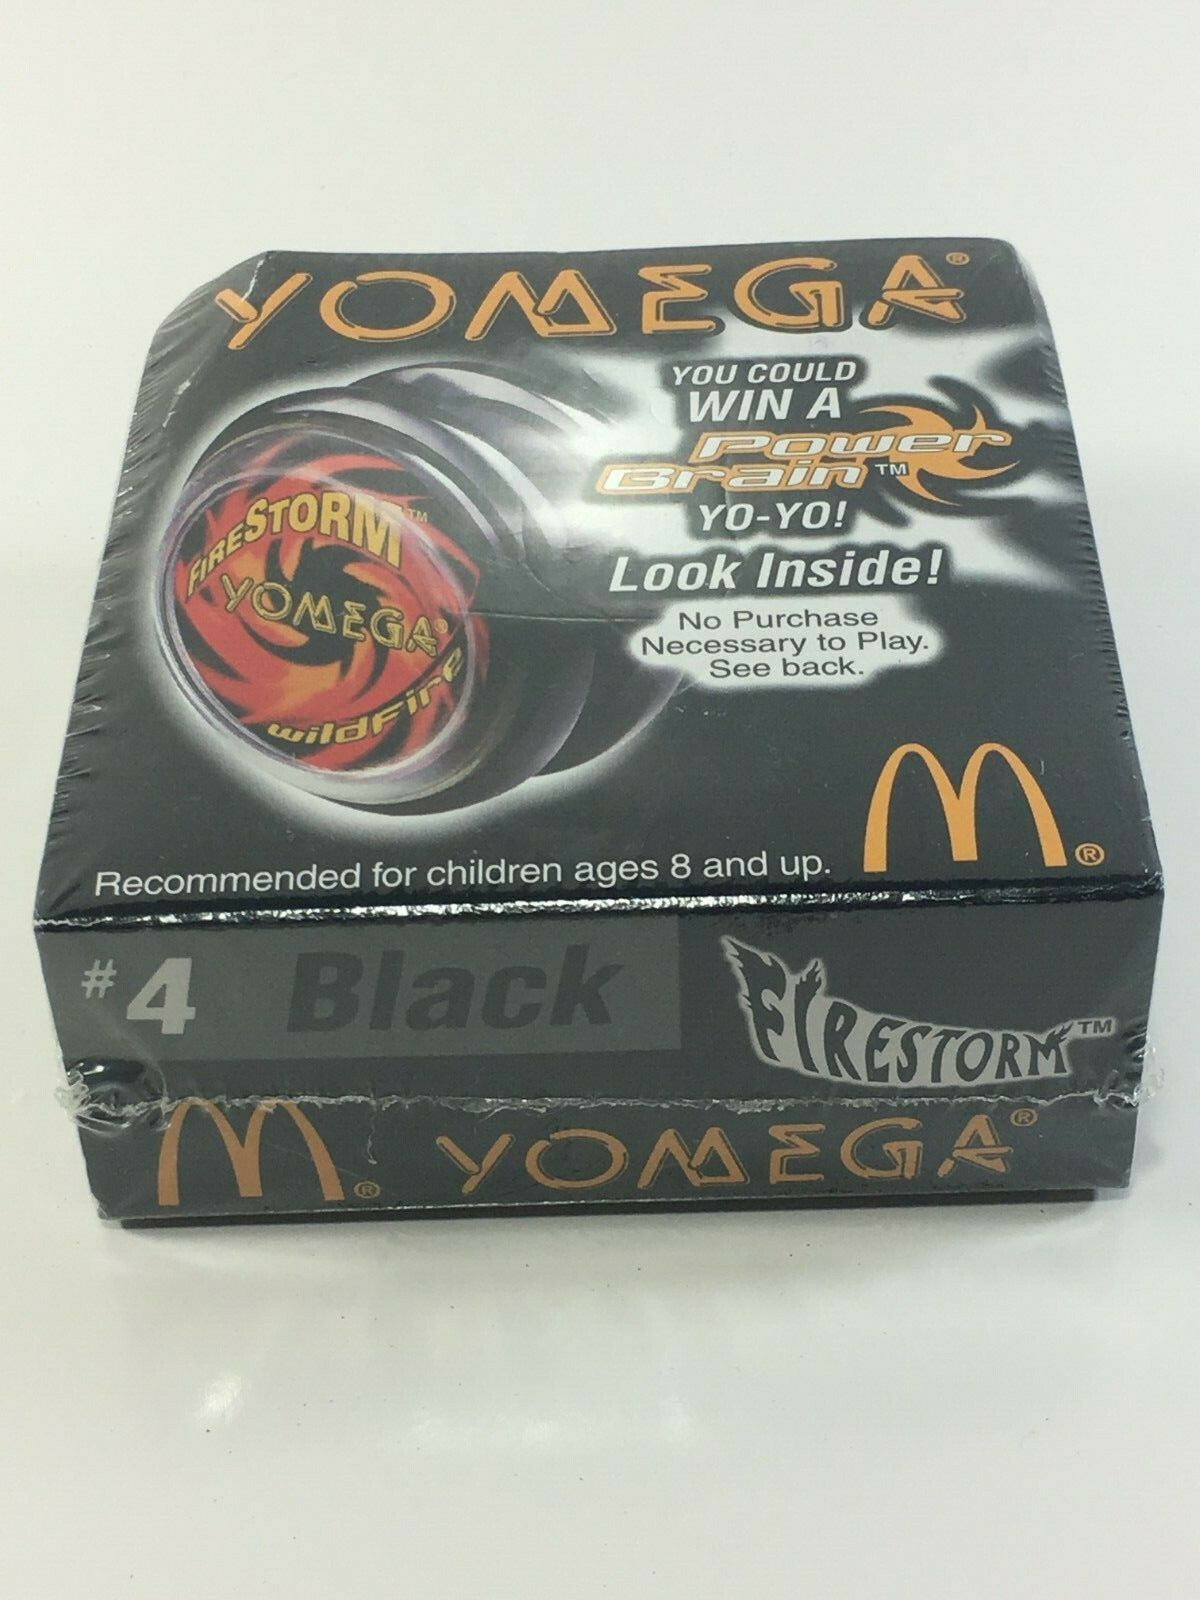 YOMEGA®
YOU COULD
WIN A
Power
Brain™
YO-YO!
Look Inside!
No Purchase
Necessary to Play.
See back.
FIRESTORM™
YOMEGA®
wildfire
M®
Recommended for children ages 8 and up.
#4 Black
FIRESTORM™
M® YOMEGA®